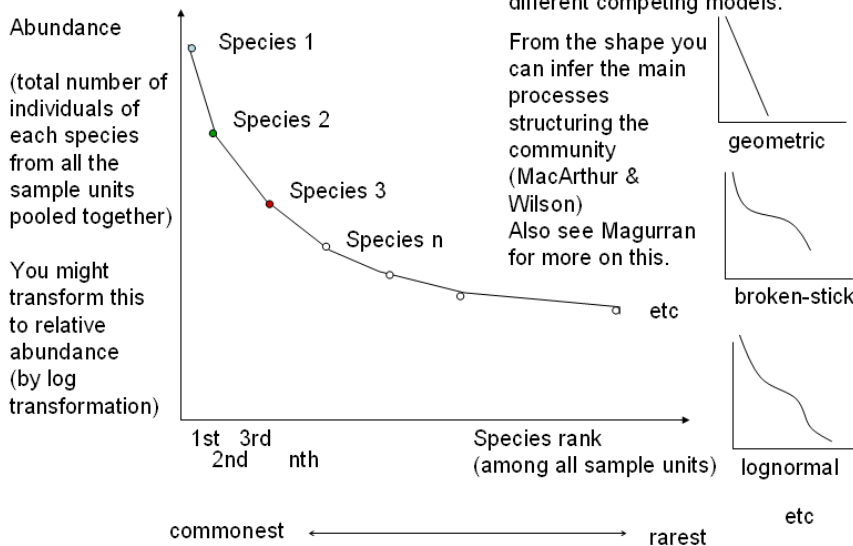 Abundance
(total number of
individuals of
each species
from all the
sample units
pooled together)
You might
transform this
to relative
abundance
(by log
transformation)
Species 1
Species 2
Species 3
Species n
etc
1st 3rd
2nd nth
Species rank
(among all sample units)
commonest
rarest
different competing models.
From the shape you
can infer the main
processes
structuring the
community
(MacArthur &
Wilson)
Also see Magurran
for more on this.
geometric
broken-stick
lognormal
etc